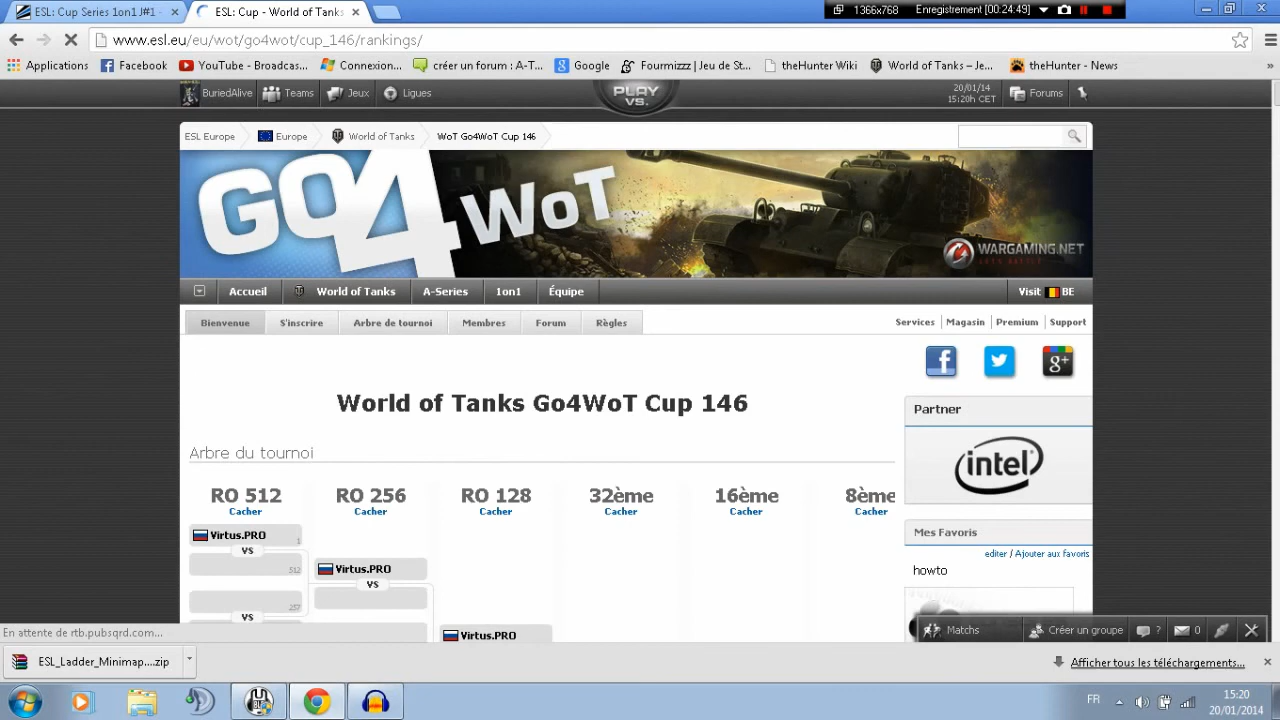 ESL: Cup Series 1on1 J#1
ESL: Cup - World of Tanks
1366x768 Enregistrement [00:24:49]
www.esl.eu/eu/wot/go4wot/cup_146/rankings/
Applications Facebook YouTube - Broadcas... Connexion... créer un forum : A-T... Google Fourmizzz | Jeu de St... theHunter Wiki World of Tanks – Je... theHunter - News »
BuriedAlive Teams Jeux Ligues
PLAY VS.
20/01/14
15:20h CET
Forums
ESL Europe Europe World of Tanks WoT Go4WoT Cup 146
GO4WoT
WARGAMING.NET
LET'S BATTLE
Accueil World of Tanks A-Series 1on1 Équipe Visit BE
Bienvenue S'inscrire Arbre de tournoi Membres Forum Règles
Services Magasin Premium Support
World of Tanks Go4WoT Cup 146
Partner
intel
Arbre du tournoi
RO 512 RO 256 RO 128 32ème 16ème 8ème
Cacher Cacher Cacher Cacher Cacher Cacher
Mes Favoris
editer / Ajouter aux favoris
howto
Virtus.PRO 1
vs
512
Virtus.PRO
vs
257
vs
Virtus.PRO
Matchs Créer un groupe ? 0
En attente de rtb.pubsqrd.com...
ESL_Ladder_Minimap....zip
Afficher tous les téléchargements...
FR
15:20
20/01/2014